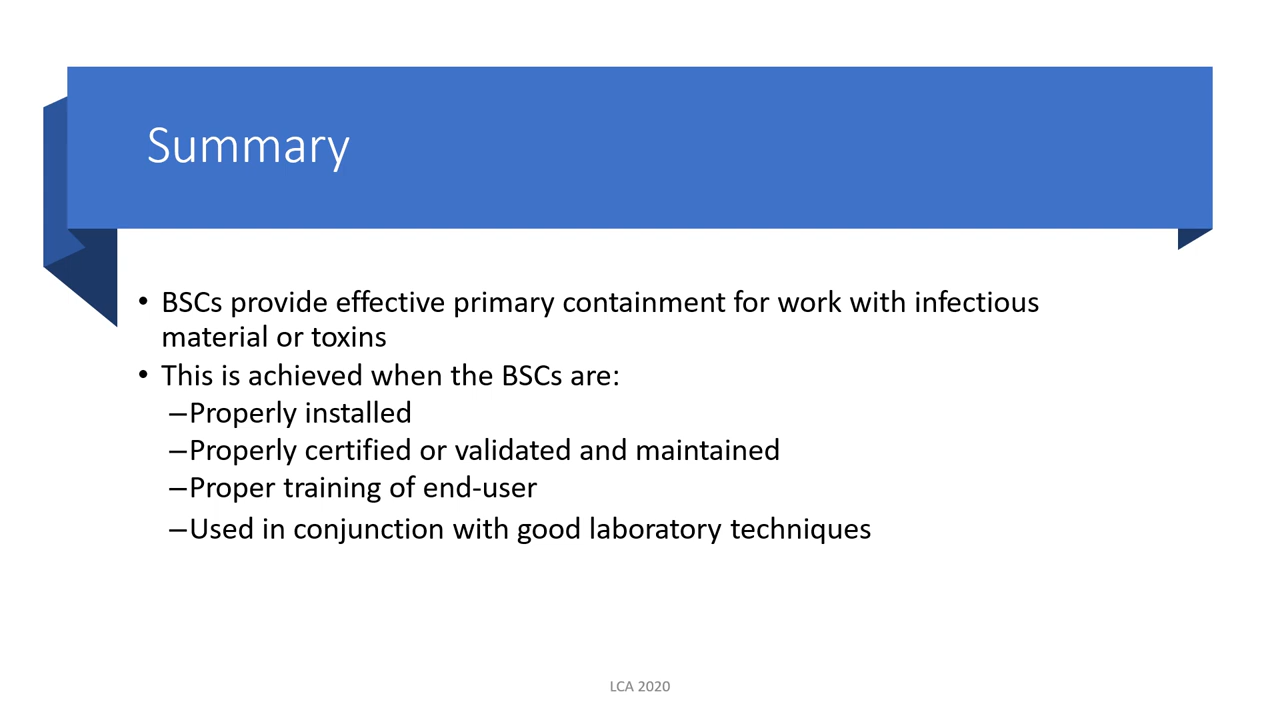 Summary
• BSCs provide effective primary containment for work with infectious
material or toxins
• This is achieved when the BSCs are:
–Properly installed
–Properly certified or validated and maintained
–Proper training of end-user
–Used in conjunction with good laboratory techniques
LCA 2020